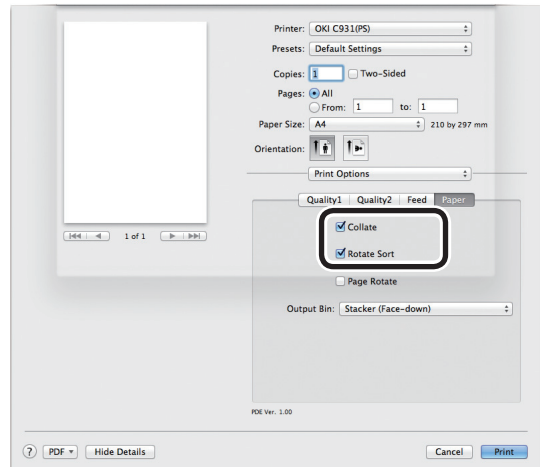 Printer: OKI C931(PS)
Presets: Default Settings
Copies: 1 Two-Sided
Pages: All
From: 1 to: 1
Paper Size: A4 210 by 297 mm
Orientation:
Print Options
Quality1 Quality2 Feed Paper
Collate
1 of 1
Rotate Sort
Page Rotate
Output Bin: Stacker (Face-down)
PDE Ver. 1.00
? PDF Hide Details Cancel Print